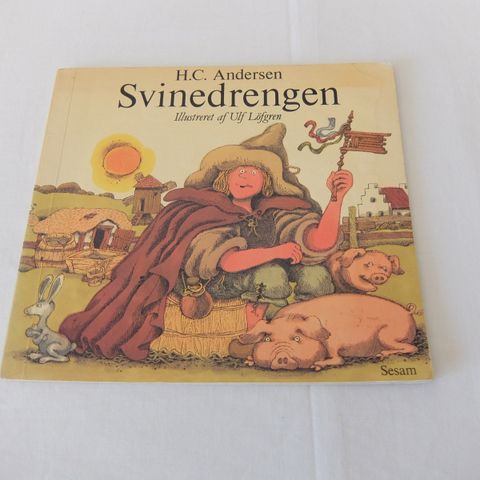 H.C. Andersen
Svinedrengen
Illustreret af Ulf Löfgren
Sesam